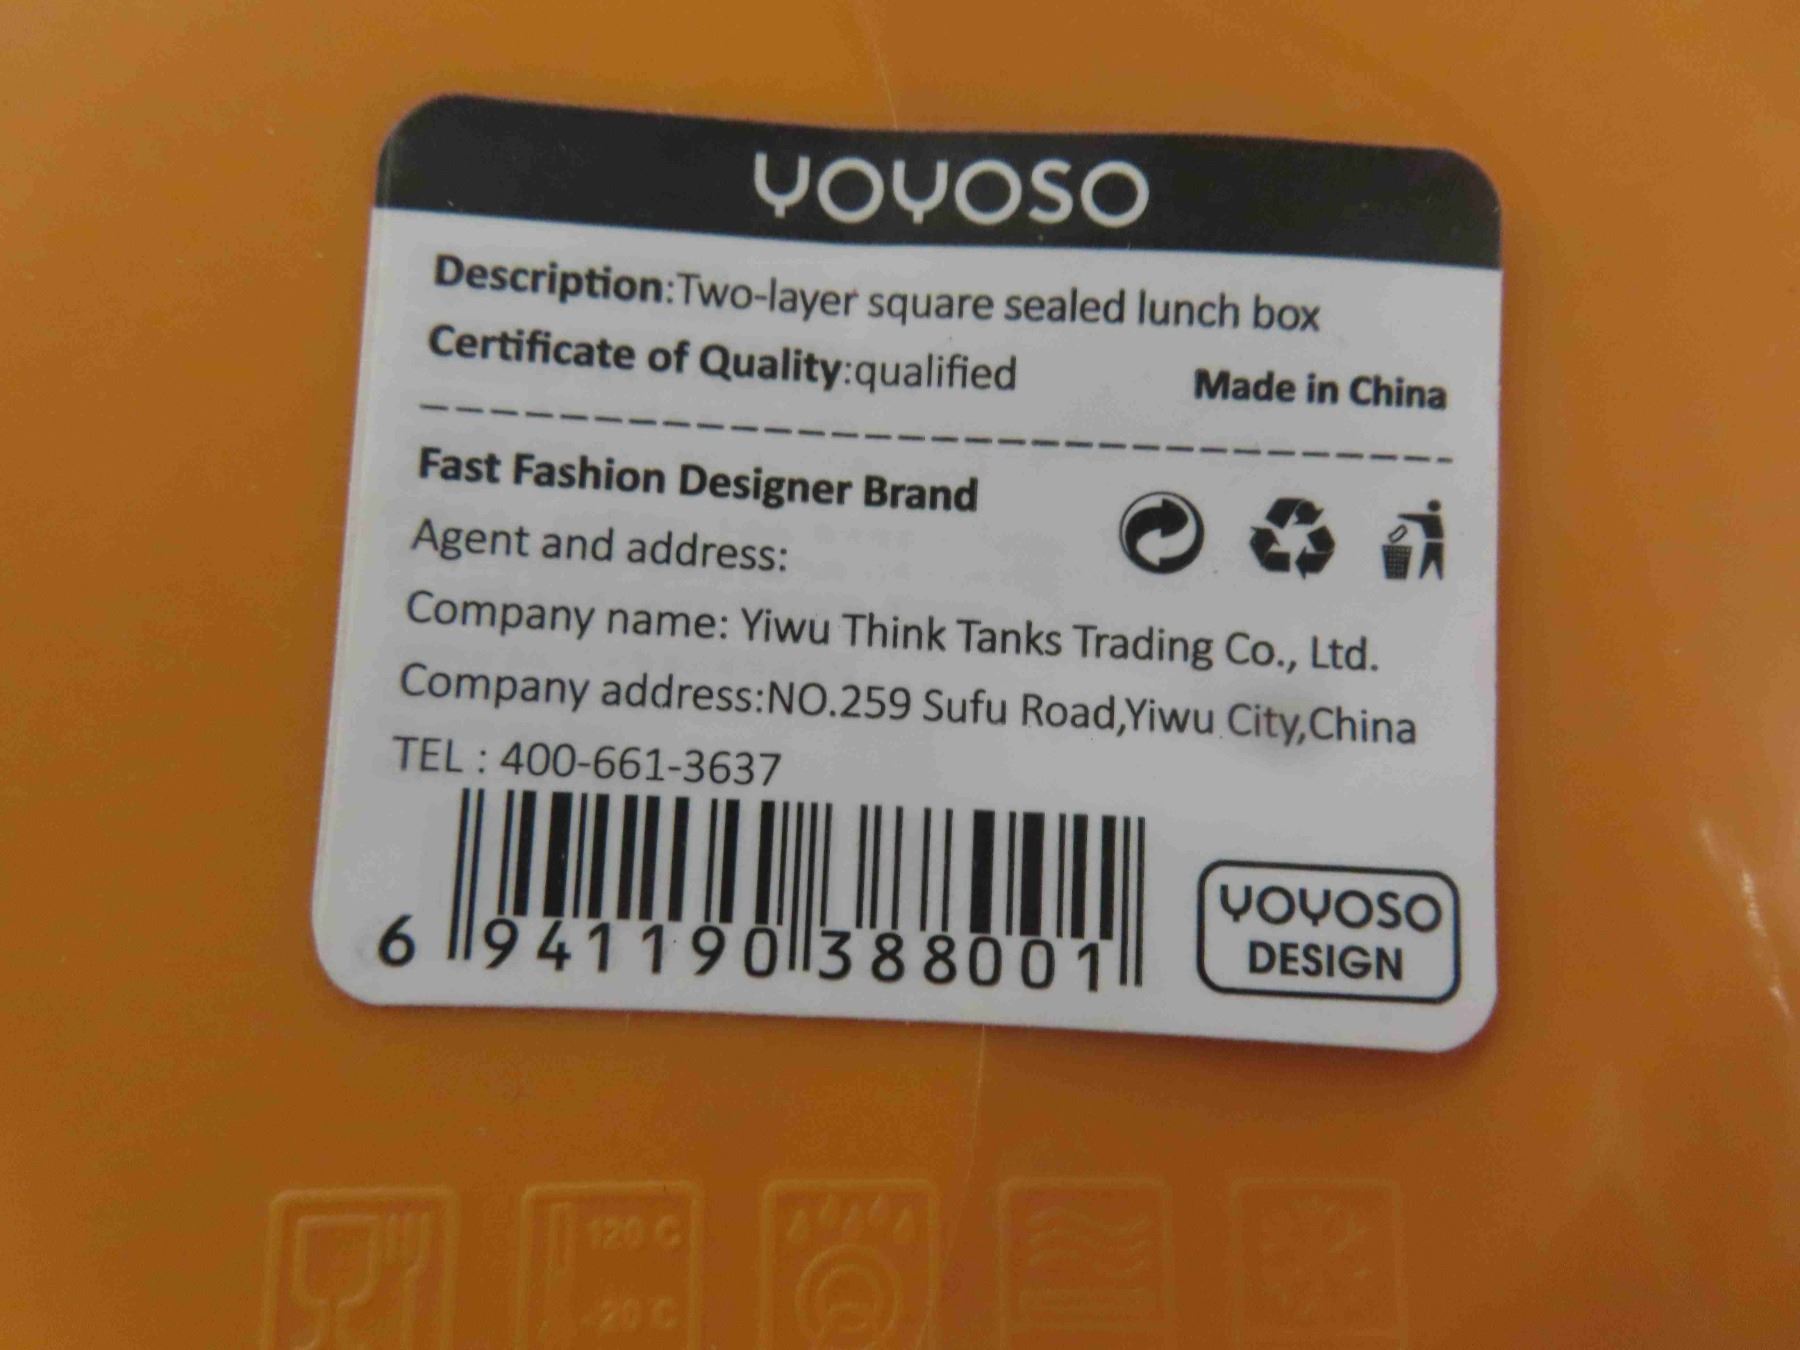 YOYOSO
Description:Two-layer square sealed lunch box
Certificate of Quality:qualified
Made in China
Fast Fashion Designer Brand
Agent and address:
Company name: Yiwu Think Tanks Trading Co., Ltd.
Company address:NO.259 Sufu Road,Yiwu City,China
TEL : 400-661-3637
6 941190 388001
YOYOSO
DESIGN
120 C
-20 C